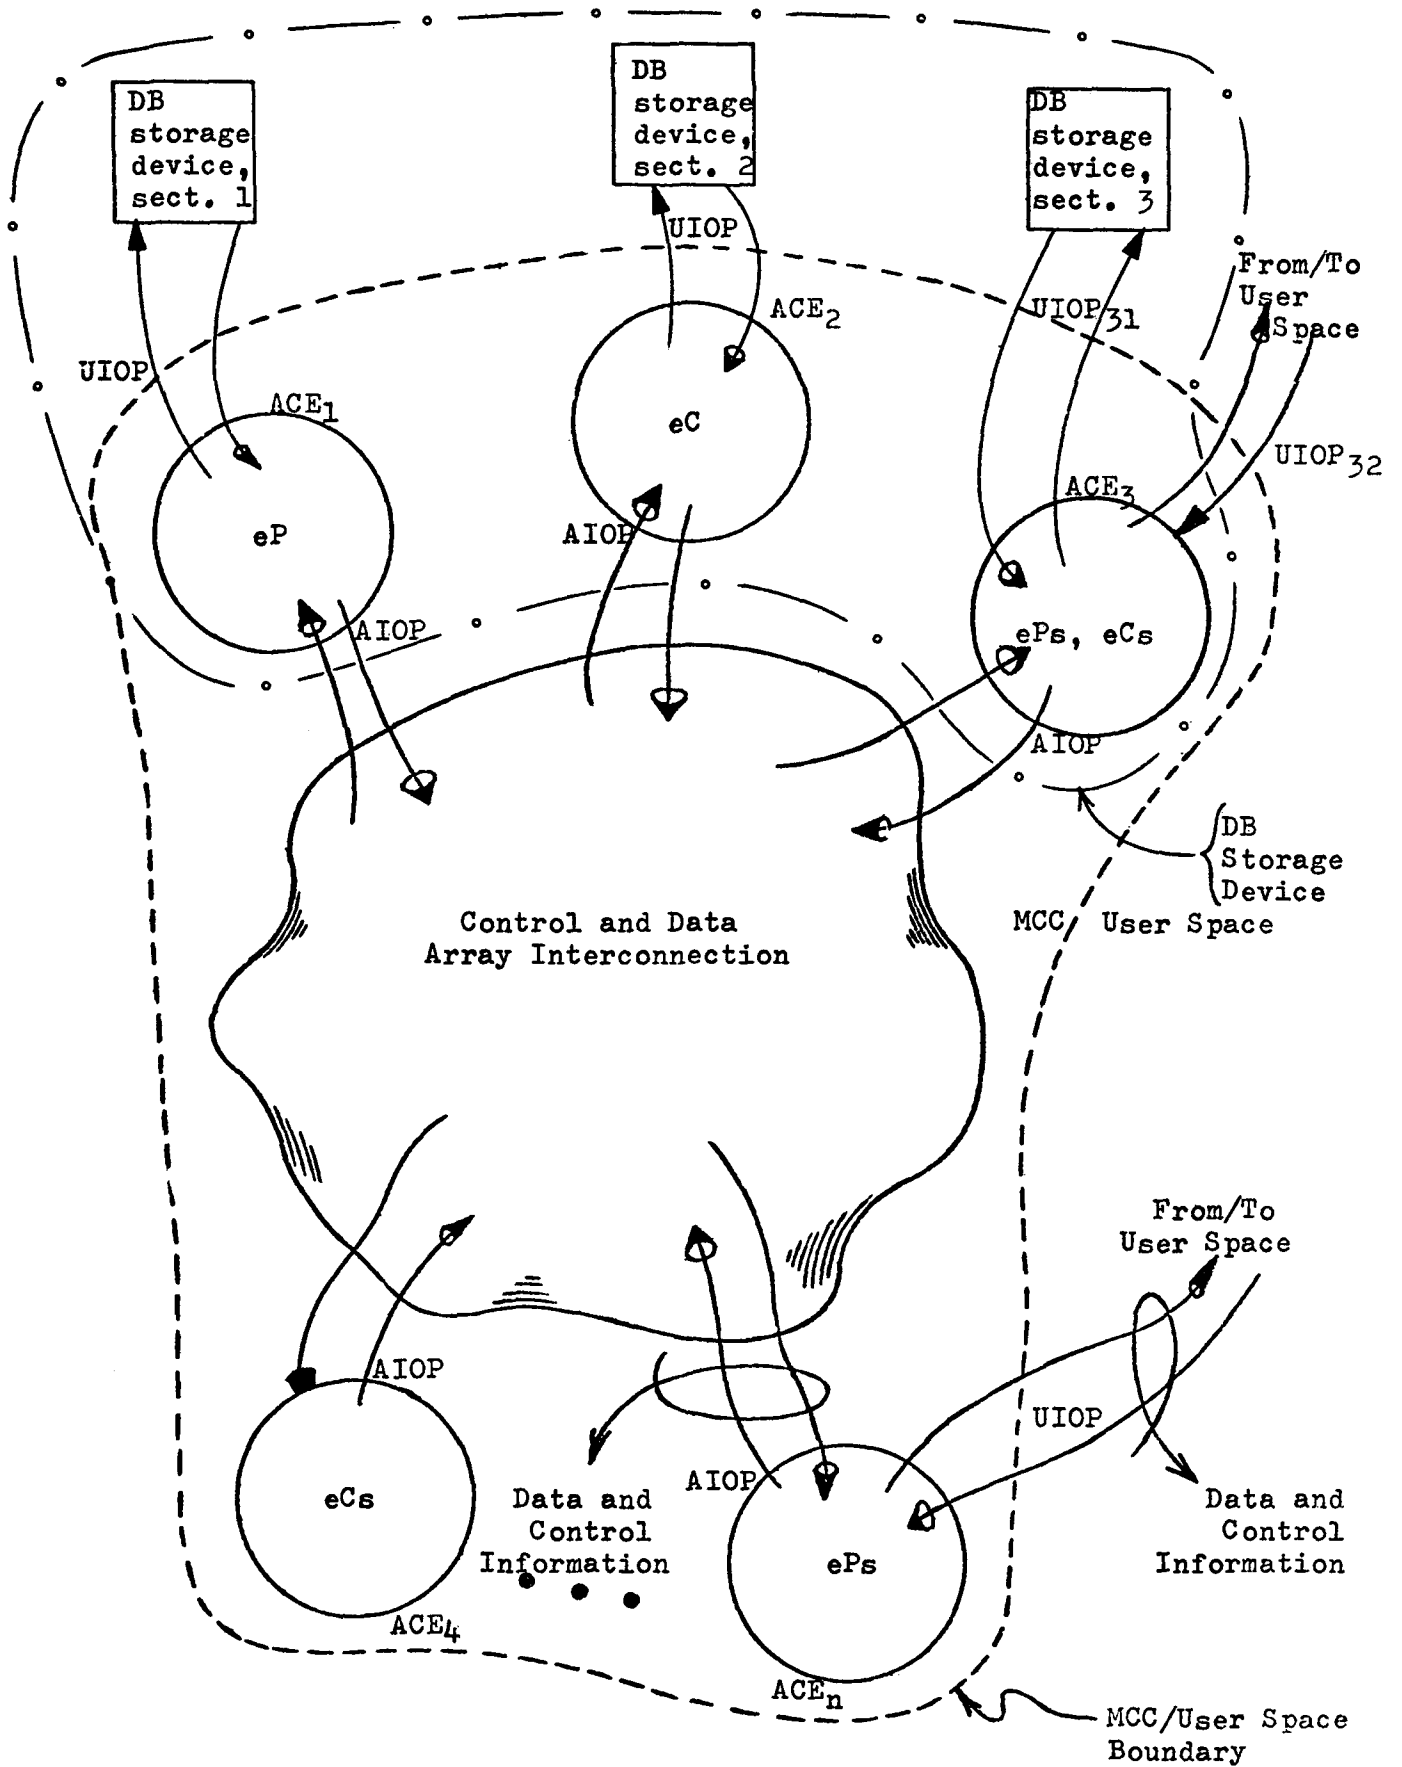 DB
storage
device,
sect. 1
DB
storage
device,
sect. 2
DB
storage
device,
sect. 3
UIOP
UIOP
UIOP31
From/To
User
Space
UIOP32
ACE1
ACE2
ACE3
eP
eC
ePs, eCs
AIOP
AIOP
AIOP
DB
Storage
Device
MCC User Space
Control and Data
Array Interconnection
From/To
User Space
UIOP
AIOP
AIOP
eCs
ePs
Data and
Control
Information
Data and
Control
Information
ACE4
ACEn
MCC/User Space
Boundary